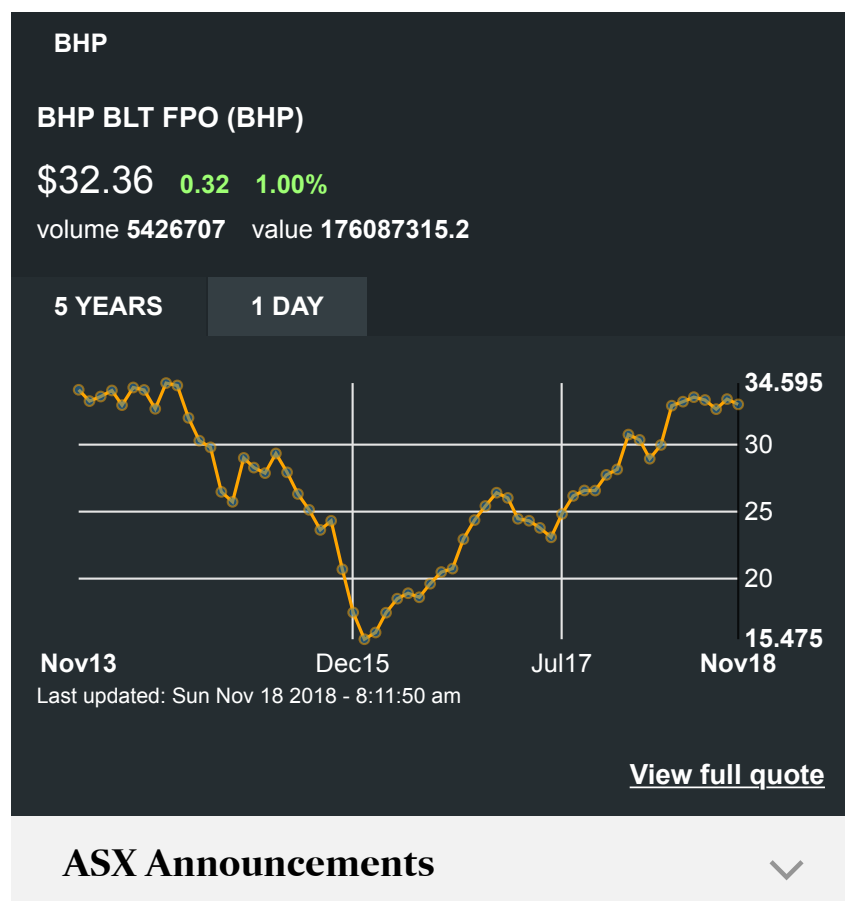 BHP
BHP BLT FPO (BHP)
$32.36 0.32 1.00%
volume 5426707 value 176087315.2
5 YEARS 1 DAY
34.595
30
25
20
15.475
Nov13 Dec15 Jul17 Nov18
Last updated: Sun Nov 18 2018 - 8:11:50 am
View full quote
ASX Announcements